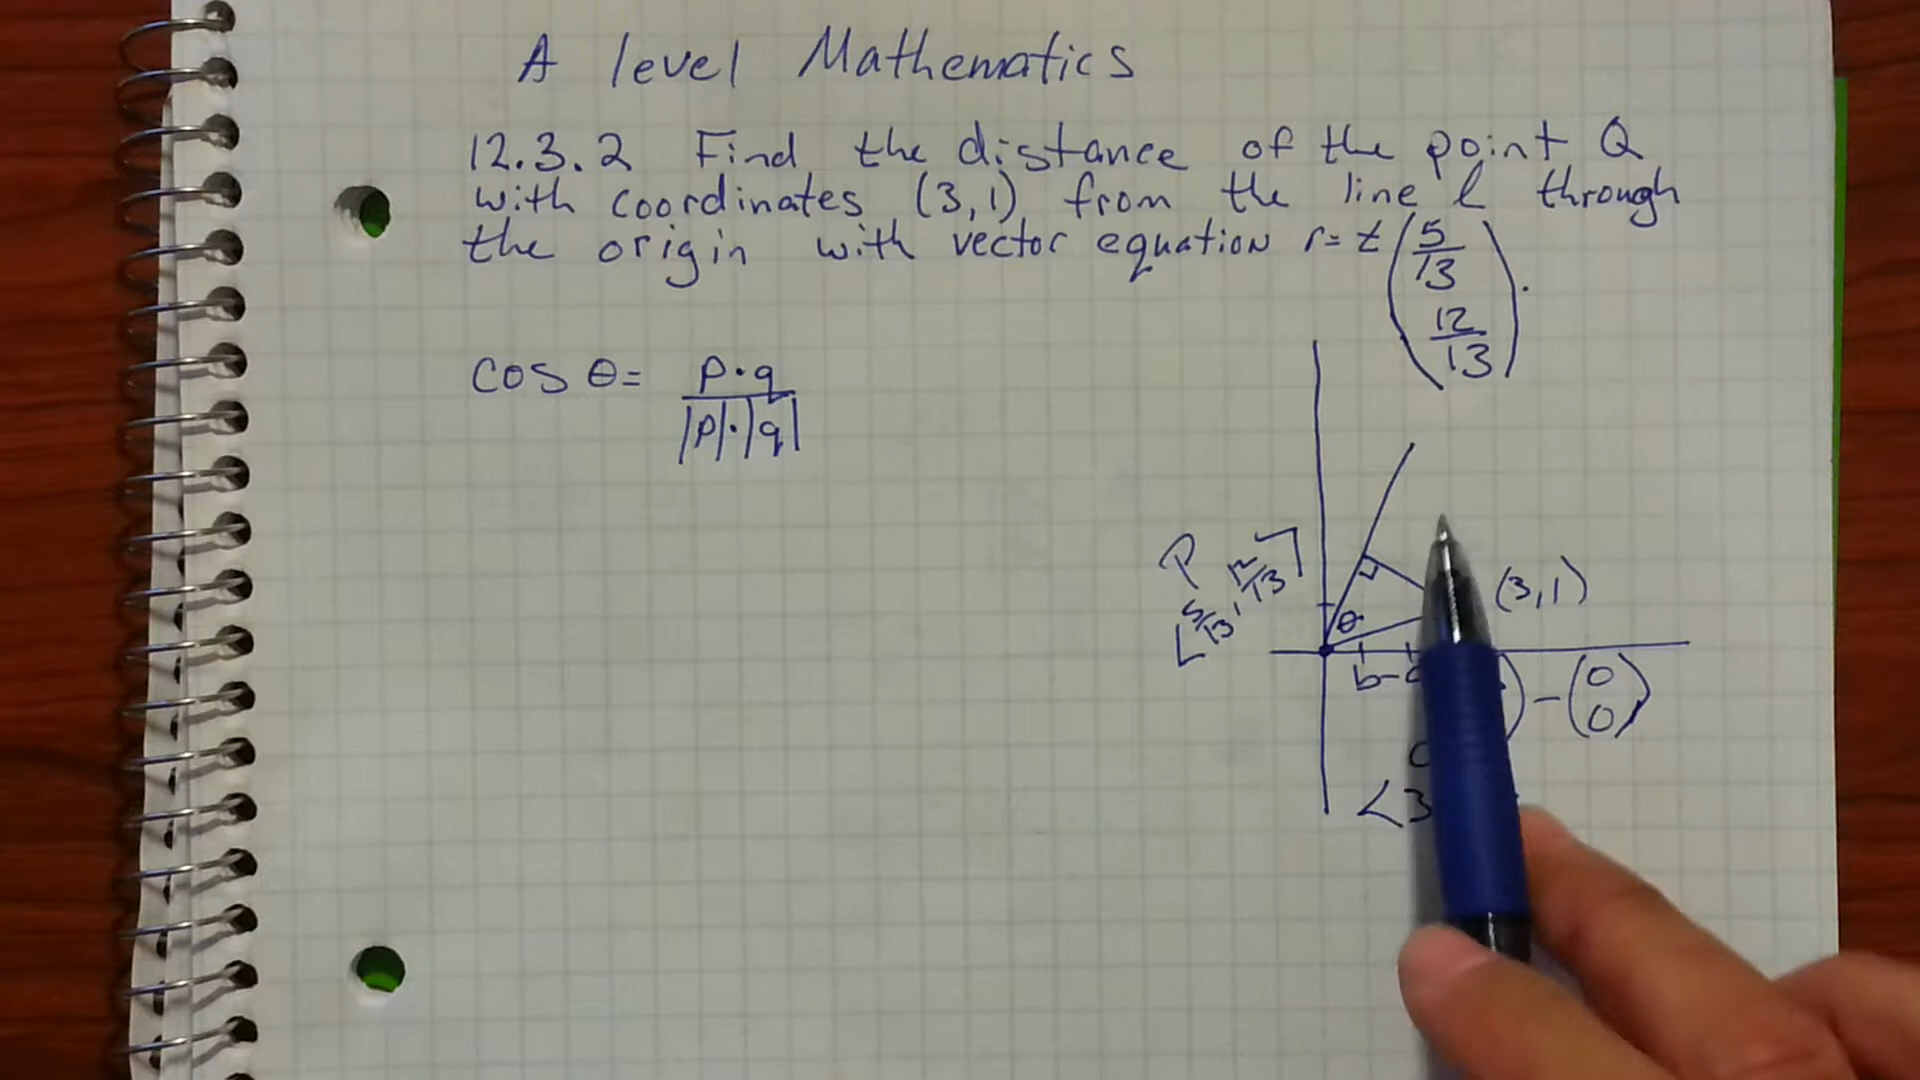 A level Mathematics
12.3.2 Find the distance of the point Q
with coordinates (3,1) from the line l through
the origin with vector equation r= t (5/13
12/13).
cos θ= p·q
|p|·|q|
P
<5/13, 12/13>
θ
(3,1)
b-
) - (0
0)
<3